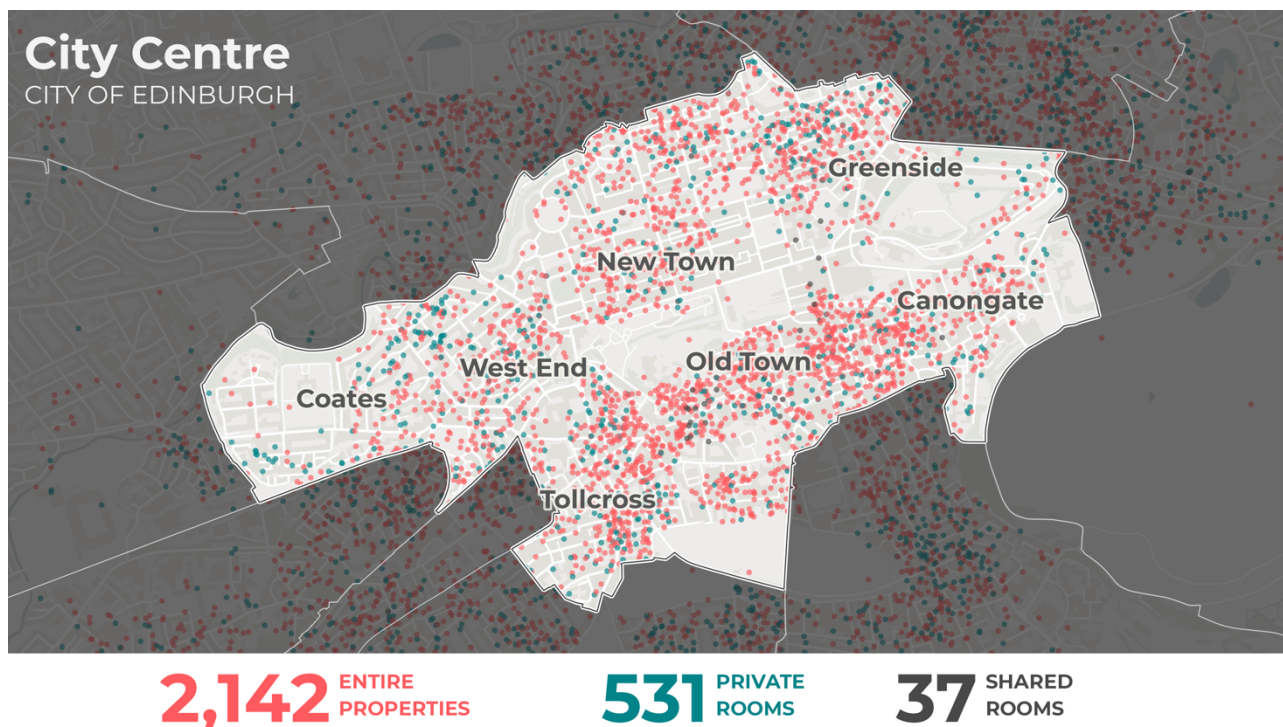 City Centre
CITY OF EDINBURGH
Greenside
New Town
Canongate
Old Town
West End
Coates
Tollcross
2,142 ENTIRE PROPERTIES
531 PRIVATE ROOMS
37 SHARED ROOMS